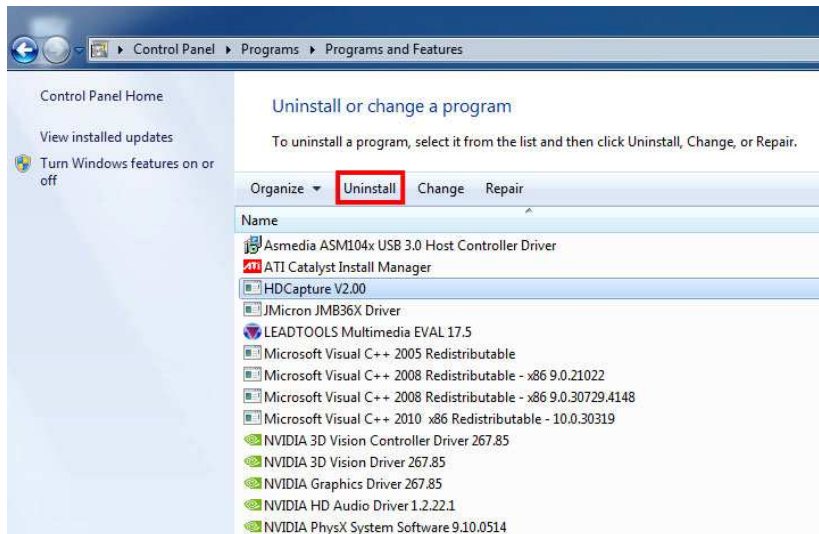 Control Panel ▸ Programs ▸ Programs and Features
Control Panel Home
View installed updates
Turn Windows features on or
off
Uninstall or change a program
To uninstall a program, select it from the list and then click Uninstall, Change, or Repair.
Organize Uninstall Change Repair
Name
Asmedia ASM104x USB 3.0 Host Controller Driver
ATI ATI Catalyst Install Manager
HDCapture V2.00
JMicron JMB36X Driver
LEADTOOLS Multimedia EVAL 17.5
Microsoft Visual C++ 2005 Redistributable
Microsoft Visual C++ 2008 Redistributable - x86 9.0.21022
Microsoft Visual C++ 2008 Redistributable - x86 9.0.30729.4148
Microsoft Visual C++ 2010  x86 Redistributable - 10.0.30319
NVIDIA 3D Vision Controller Driver 267.85
NVIDIA 3D Vision Driver 267.85
NVIDIA Graphics Driver 267.85
NVIDIA HD Audio Driver 1.2.22.1
NVIDIA PhysX System Software 9.10.0514